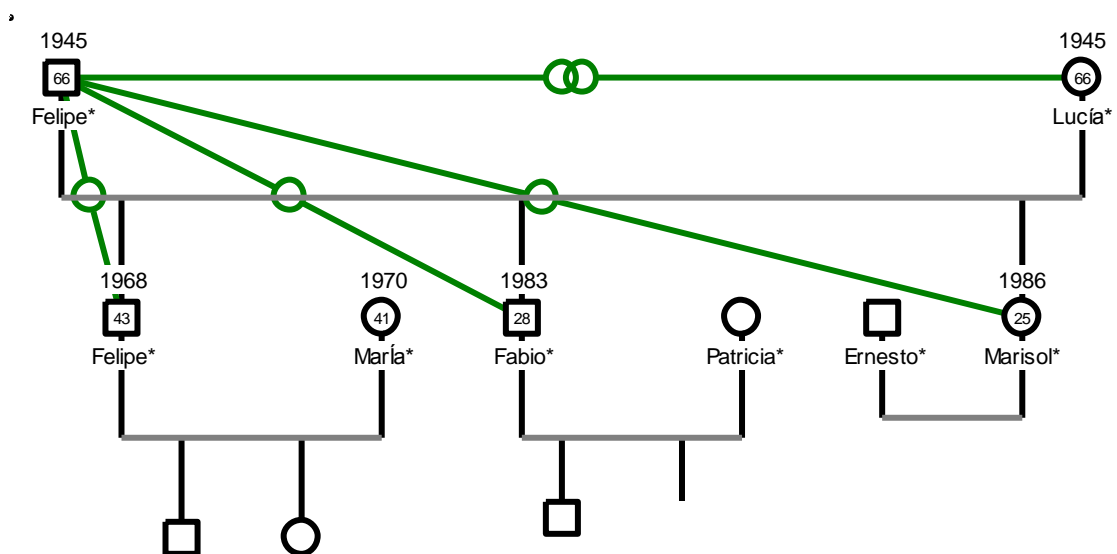 1945 1945
66 66
Felipe* Lucía*
1968 1970 1983 1986
43 41 28 25
Felipe* MarÍa* Fabio* Patricia* Ernesto* Marisol*